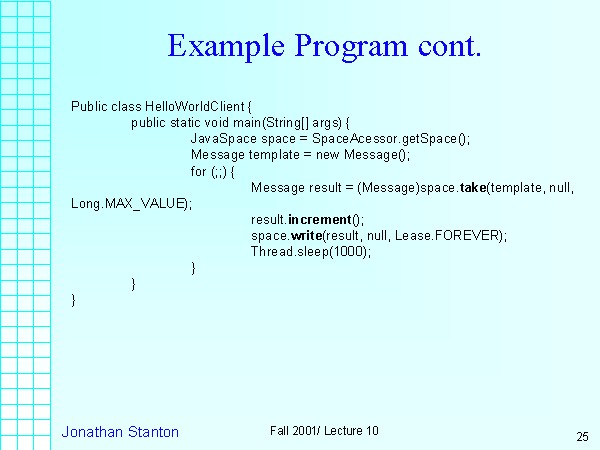 Example Program cont.
Public class HelloWorldClient {
public static void main(String[] args) {
JavaSpace space = SpaceAcessor.getSpace();
Message template = new Message();
for (;;) {
Message result = (Message)space.take(template, null,
Long.MAX_VALUE);
result.increment();
space.write(result, null, Lease.FOREVER);
Thread.sleep(1000);
}
}
}
Jonathan Stanton
Fall 2001/ Lecture 10
25